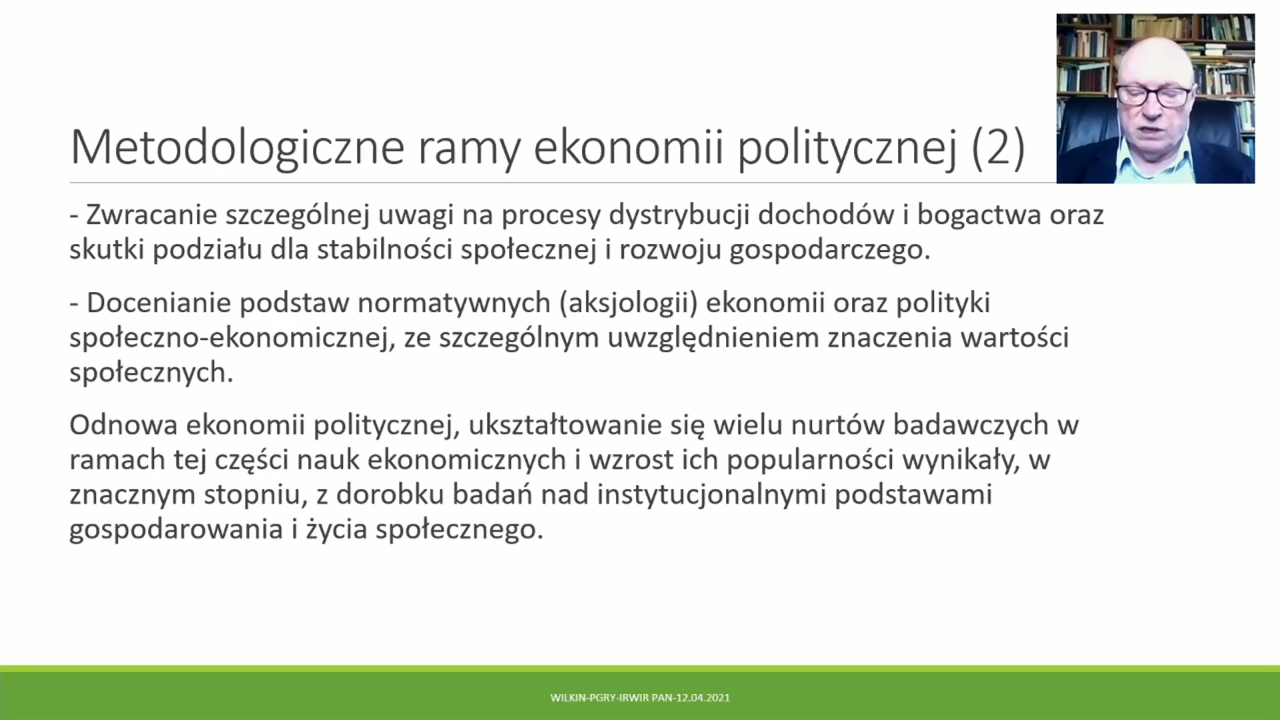 Metodologiczne ramy ekonomii politycznej (2)
- Zwracanie szczególnej uwagi na procesy dystrybucji dochodów i bogactwa oraz
skutki podziału dla stabilności społecznej i rozwoju gospodarczego.
- Docenianie podstaw normatywnych (aksjologii) ekonomii oraz polityki
społeczno-ekonomicznej, ze szczególnym uwzględnieniem znaczenia wartości
społecznych.
Odnowa ekonomii politycznej, ukształtowanie się wielu nurtów badawczych w
ramach tej części nauk ekonomicznych i wzrost ich popularności wynikały, w
znacznym stopniu, z dorobku badań nad instytucjonalnymi podstawami
gospodarowania i życia społecznego.
WILKIN-PGRY-IRWIR PAN-12.04.2021